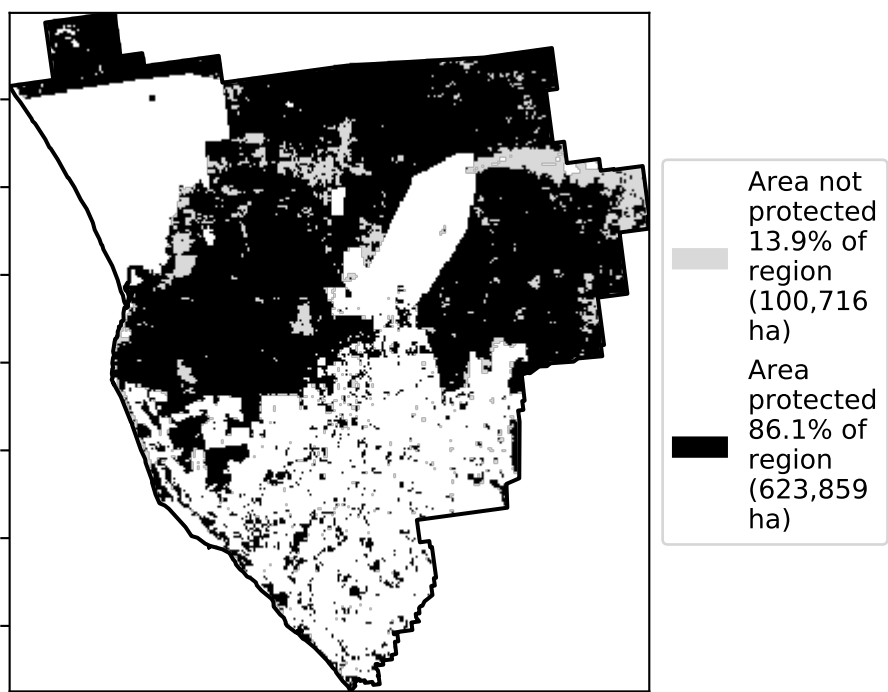 Area not
protected
13.9% of
region
(100,716
ha)
Area
protected
86.1% of
region
(623,859
ha)